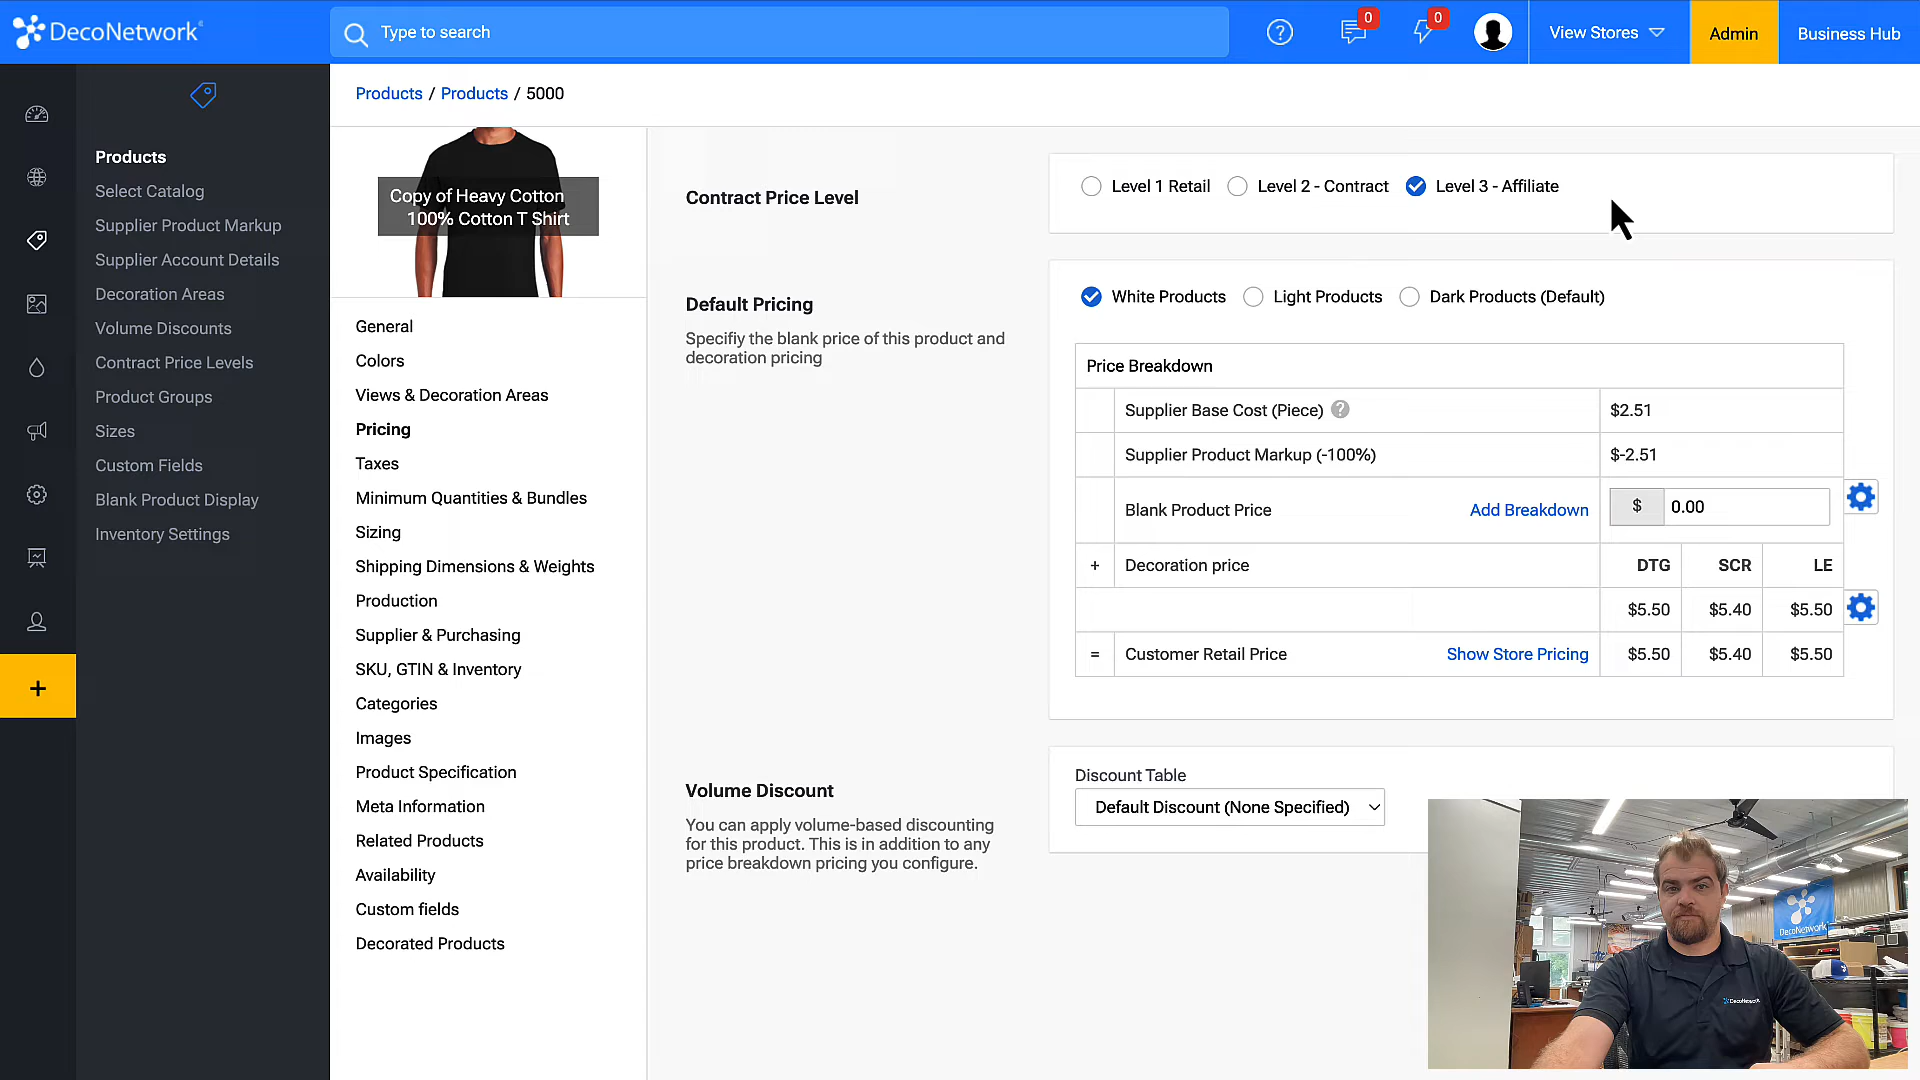 DecoNetwork
Type to search
0
0
View Stores
Admin
Business Hub
Products
Select Catalog
Supplier Product Markup
Supplier Account Details
Decoration Areas
Volume Discounts
Contract Price Levels
Product Groups
Sizes
Custom Fields
Blank Product Display
Inventory Settings
+
Products / Products / 5000
Copy of Heavy Cotton
100% Cotton T Shirt
General
Colors
Views & Decoration Areas
Pricing
Taxes
Minimum Quantities & Bundles
Sizing
Shipping Dimensions & Weights
Production
Supplier & Purchasing
SKU, GTIN & Inventory
Categories
Images
Product Specification
Meta Information
Related Products
Availability
Custom fields
Decorated Products
Contract Price Level
Level 1 Retail Level 2 - Contract Level 3 - Affiliate
Default Pricing
Specifiy the blank price of this product and
decoration pricing
White Products Light Products Dark Products (Default)
Price Breakdown
Supplier Base Cost (Piece) ? $2.51
Supplier Product Markup (-100%) $-2.51
Blank Product Price Add Breakdown $ 0.00
+ Decoration price DTG SCR LE
$5.50 $5.40 $5.50
= Customer Retail Price Show Store Pricing $5.50 $5.40 $5.50
Volume Discount
You can apply volume-based discounting
for this product. This is in addition to any
price breakdown pricing you configure.
Discount Table
Default Discount (None Specified)
DecoNetwork
DecoNetwork